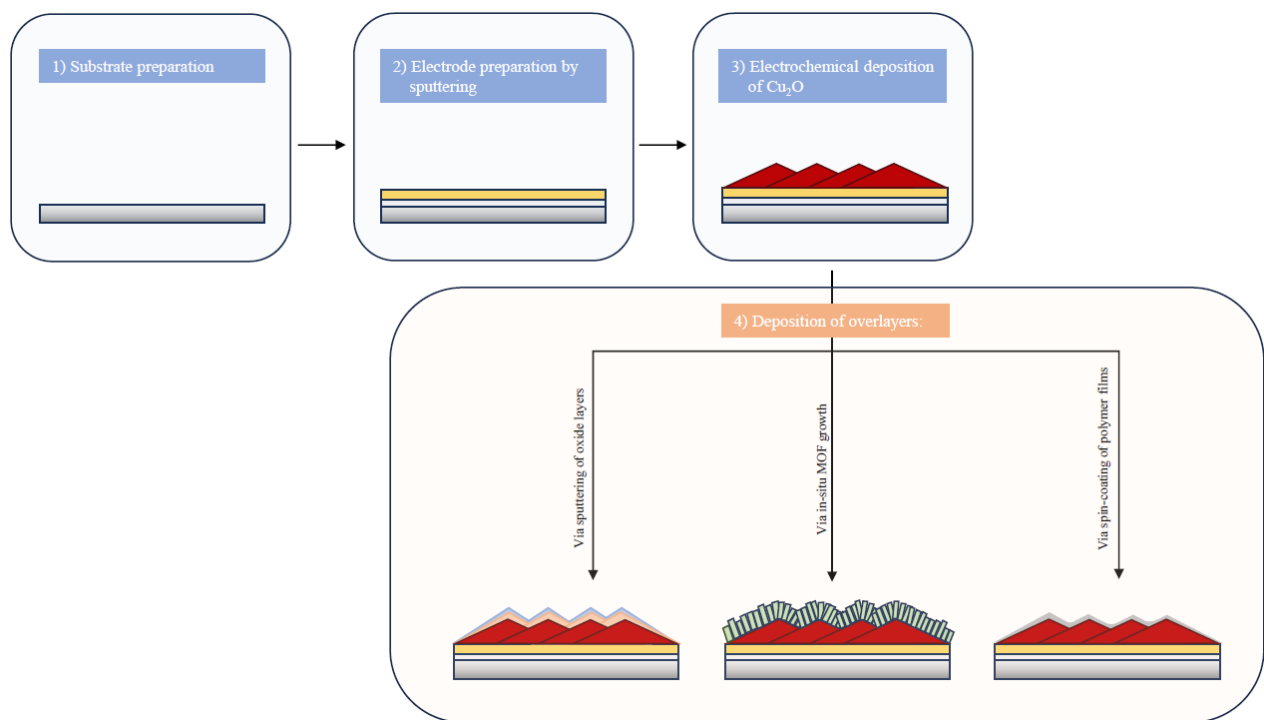 1) Substrate preparation
2) Electrode preparation by
sputtering
3) Electrochemical deposition
of Cu₂O
4) Deposition of overlayers:
Via sputtering of oxide layers
Via in-situ MOF growth
Via spin-coating of polymer films